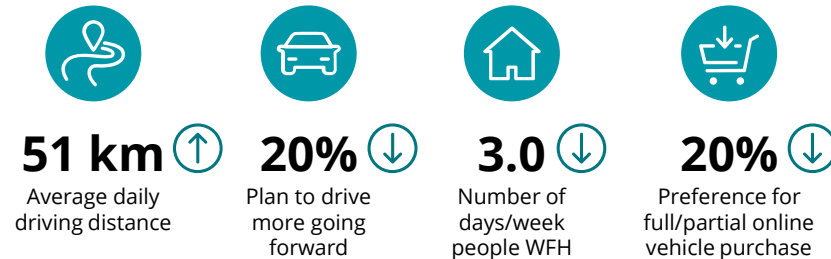 51 km
Average daily
driving distance
20%
Plan to drive
more going
forward
3.0
Number of
days/week
people WFH
20%
Preference for
full/partial online
vehicle purchase